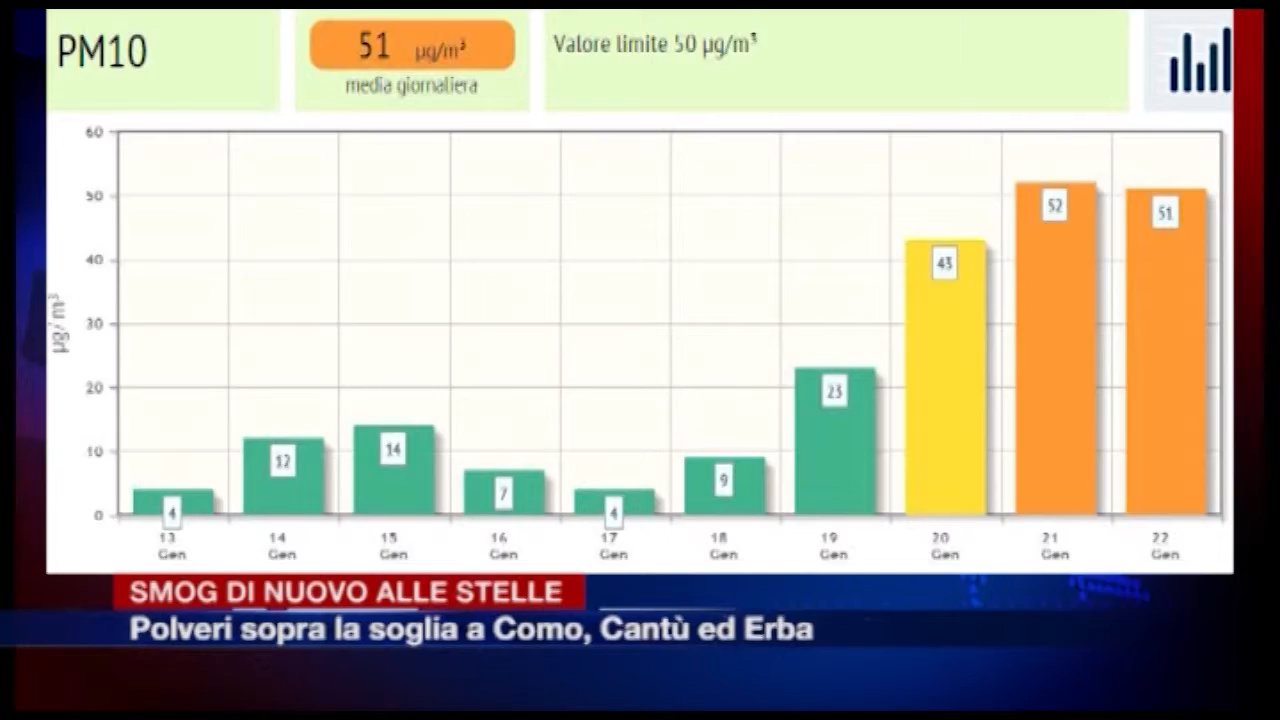 PM10
51 µg/m³
media giornaliera
Valore limite 50 µg/m³
60
50
40
30
20
10
0
µg/m³
4
12
14
7
4
9
23
43
52
51
13 Gen
14 Gen
15 Gen
16 Gen
17 Gen
18 Gen
19 Gen
20 Gen
21 Gen
22 Gen
SMOG DI NUOVO ALLE STELLE
Polveri sopra la soglia a Como, Cantù ed Erba